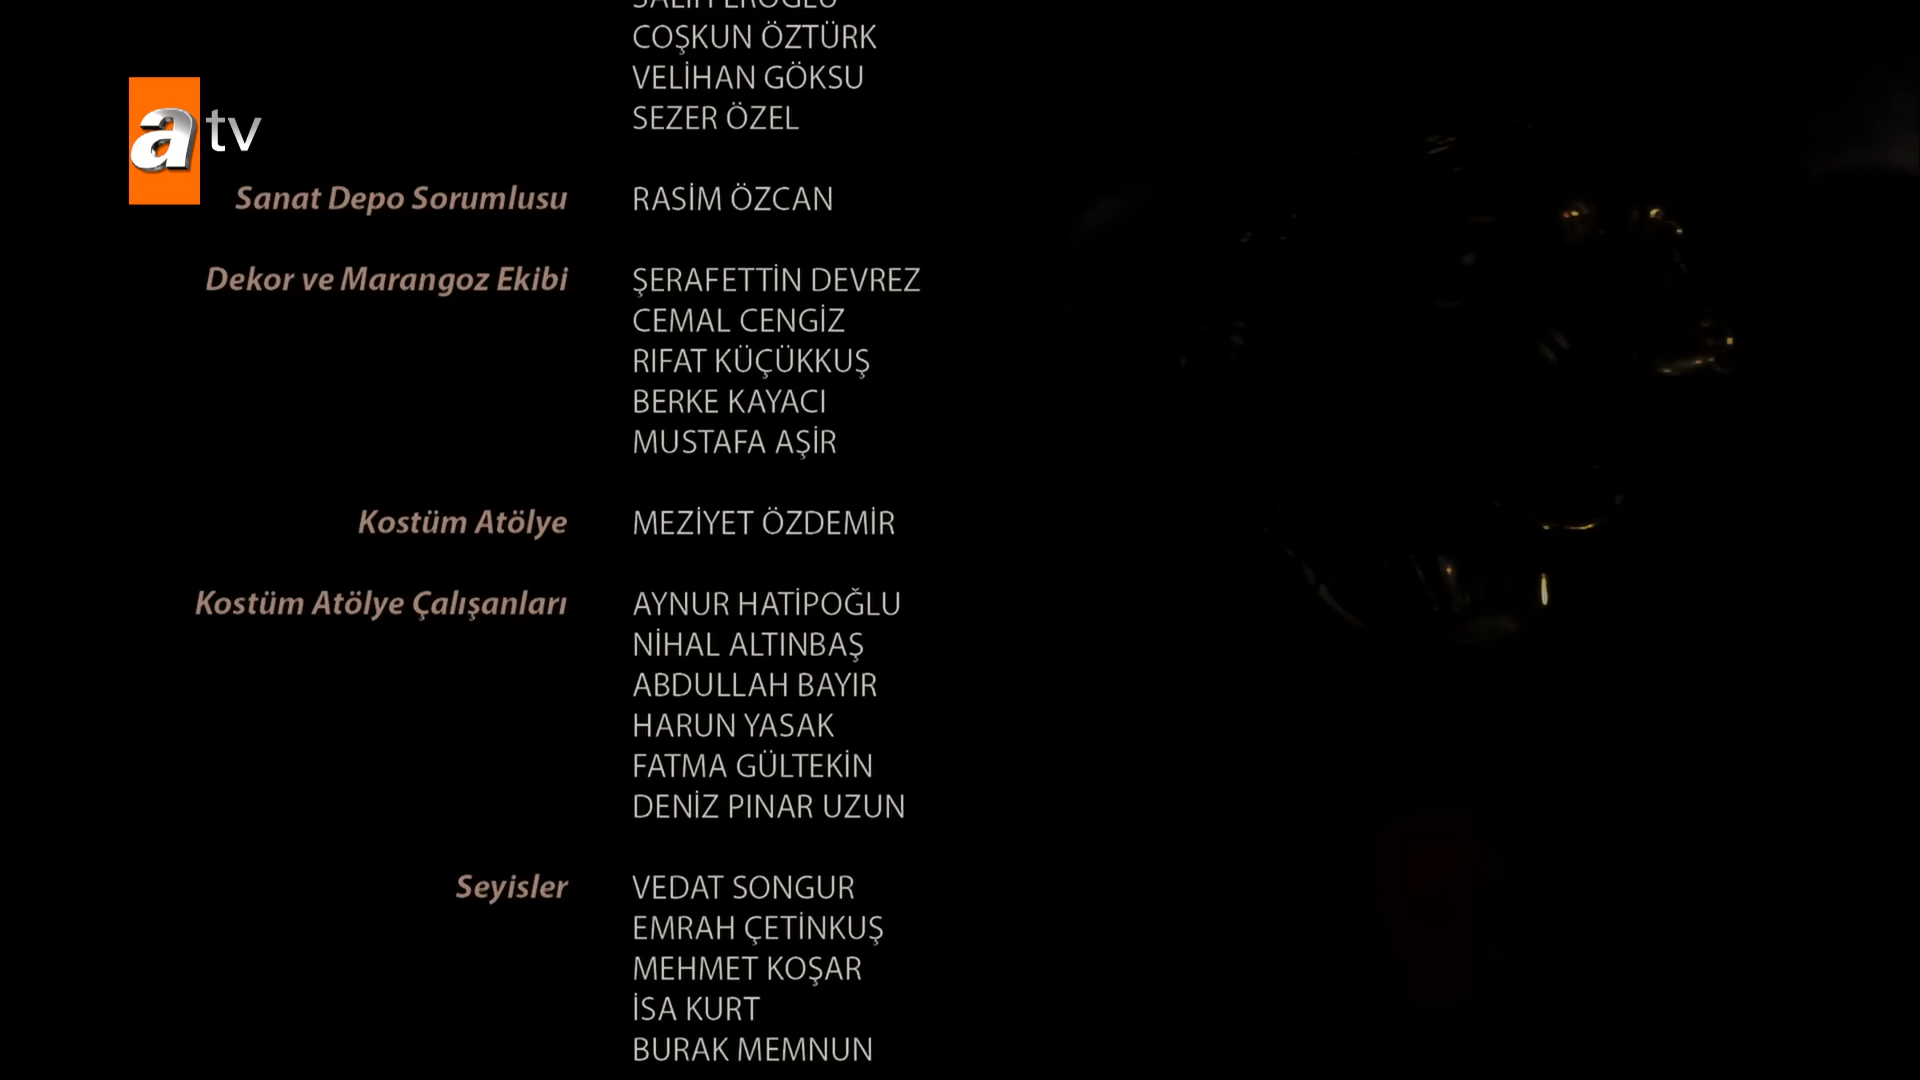 SALİH EROĞLU
COŞKUN ÖZTÜRK
VELİHAN GÖKSU
SEZER ÖZEL
atv
Sanat Depo Sorumlusu RASİM ÖZCAN
Dekor ve Marangoz Ekibi ŞERAFETTİN DEVREZ
CEMAL CENGİZ
RIFAT KÜÇÜKKUŞ
BERKE KAYACI
MUSTAFA AŞİR
Kostüm Atölye MEZİYET ÖZDEMİR
Kostüm Atölye Çalışanları AYNUR HATİPOĞLU
NİHAL ALTINBAŞ
ABDULLAH BAYIR
HARUN YASAK
FATMA GÜLTEKİN
DENİZ PINAR UZUN
Seyisler VEDAT SONGUR
EMRAH ÇETİNKUŞ
MEHMET KOŞAR
İSA KURT
BURAK MEMNUN